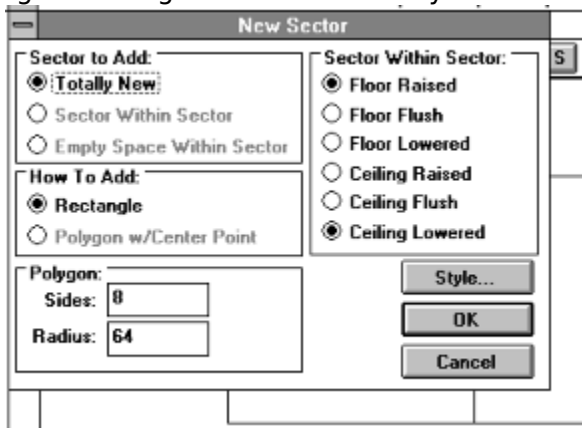 New Sector
Sector to Add:
Totally New
Sector Within Sector
Empty Space Within Sector
How To Add:
Rectangle
Polygon w/Center Point
Polygon:
Sides: 8
Radius: 64
Sector Within Sector:
Floor Raised
Floor Flush
Floor Lowered
Ceiling Raised
Ceiling Flush
Ceiling Lowered
Style...
OK
Cancel
S